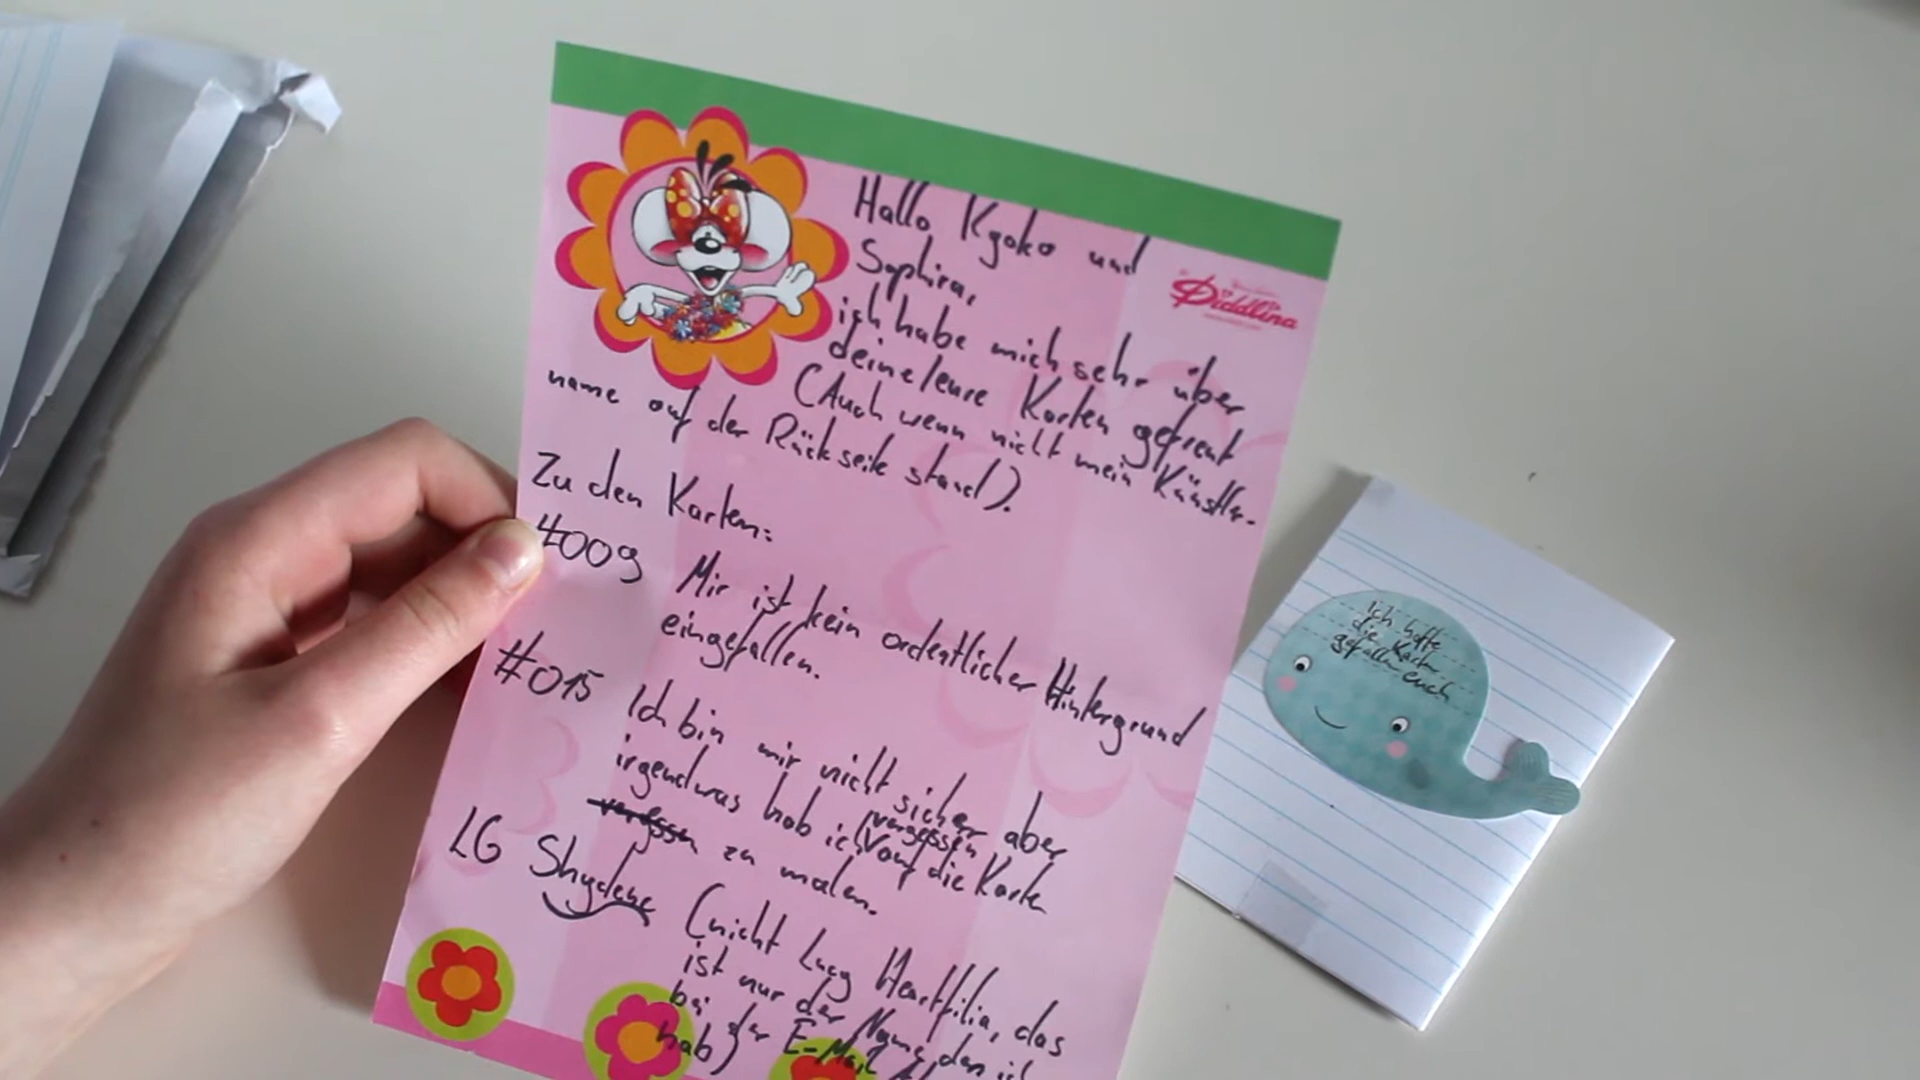 Hallo Kyoko und
Saphira,
ich habe mich sehr über
deine/eure Karten gefreut
(Auch wenn nicht mein Künstler-
name auf der Rückseite stand).
Zu den Karten:
#009 Mir ist kein ordentlicher Hintergrund
eingefallen.
#015 Ich bin mir nicht sicher aber
irgendwas hab ich vergessen auf die Karte
zu malen.
LG Shydene (nicht Lucy Heartfilia, das
ist nur der Name den ich
bei der E-Mail
hab)
Diddlina
Ich hoffe
die Karten
gefallen euch